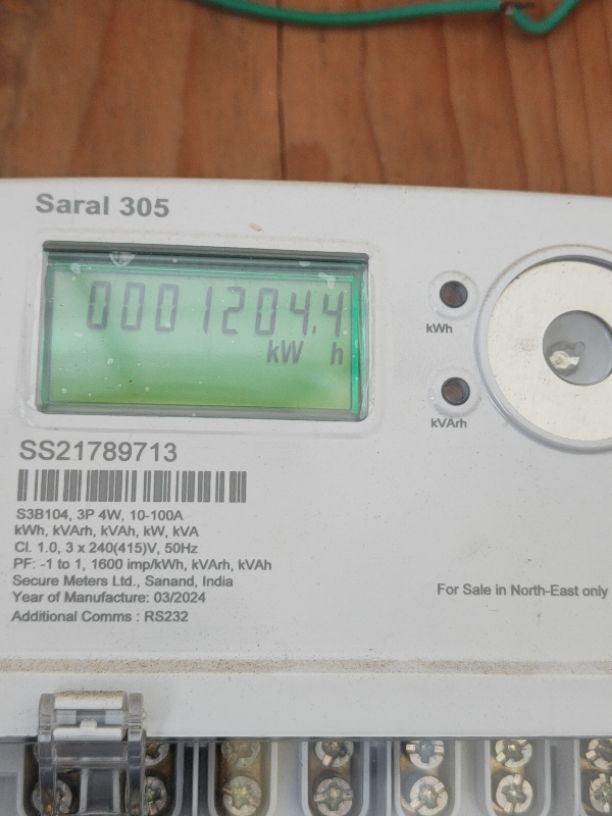 Saral 305
0001204.4
kW h
kWh
kVArh
SS21789713
S3B104, 3P 4W, 10-100A
kWh, kVArh, kVAh, kW, kVA
Cl. 1.0, 3 x 240(415)V, 50Hz
PF: -1 to 1, 1600 imp/kWh, kVArh, kVAh
Secure Meters Ltd., Sanand, India
Year of Manufacture: 03/2024
Additional Comms : RS232
For Sale in North-East only